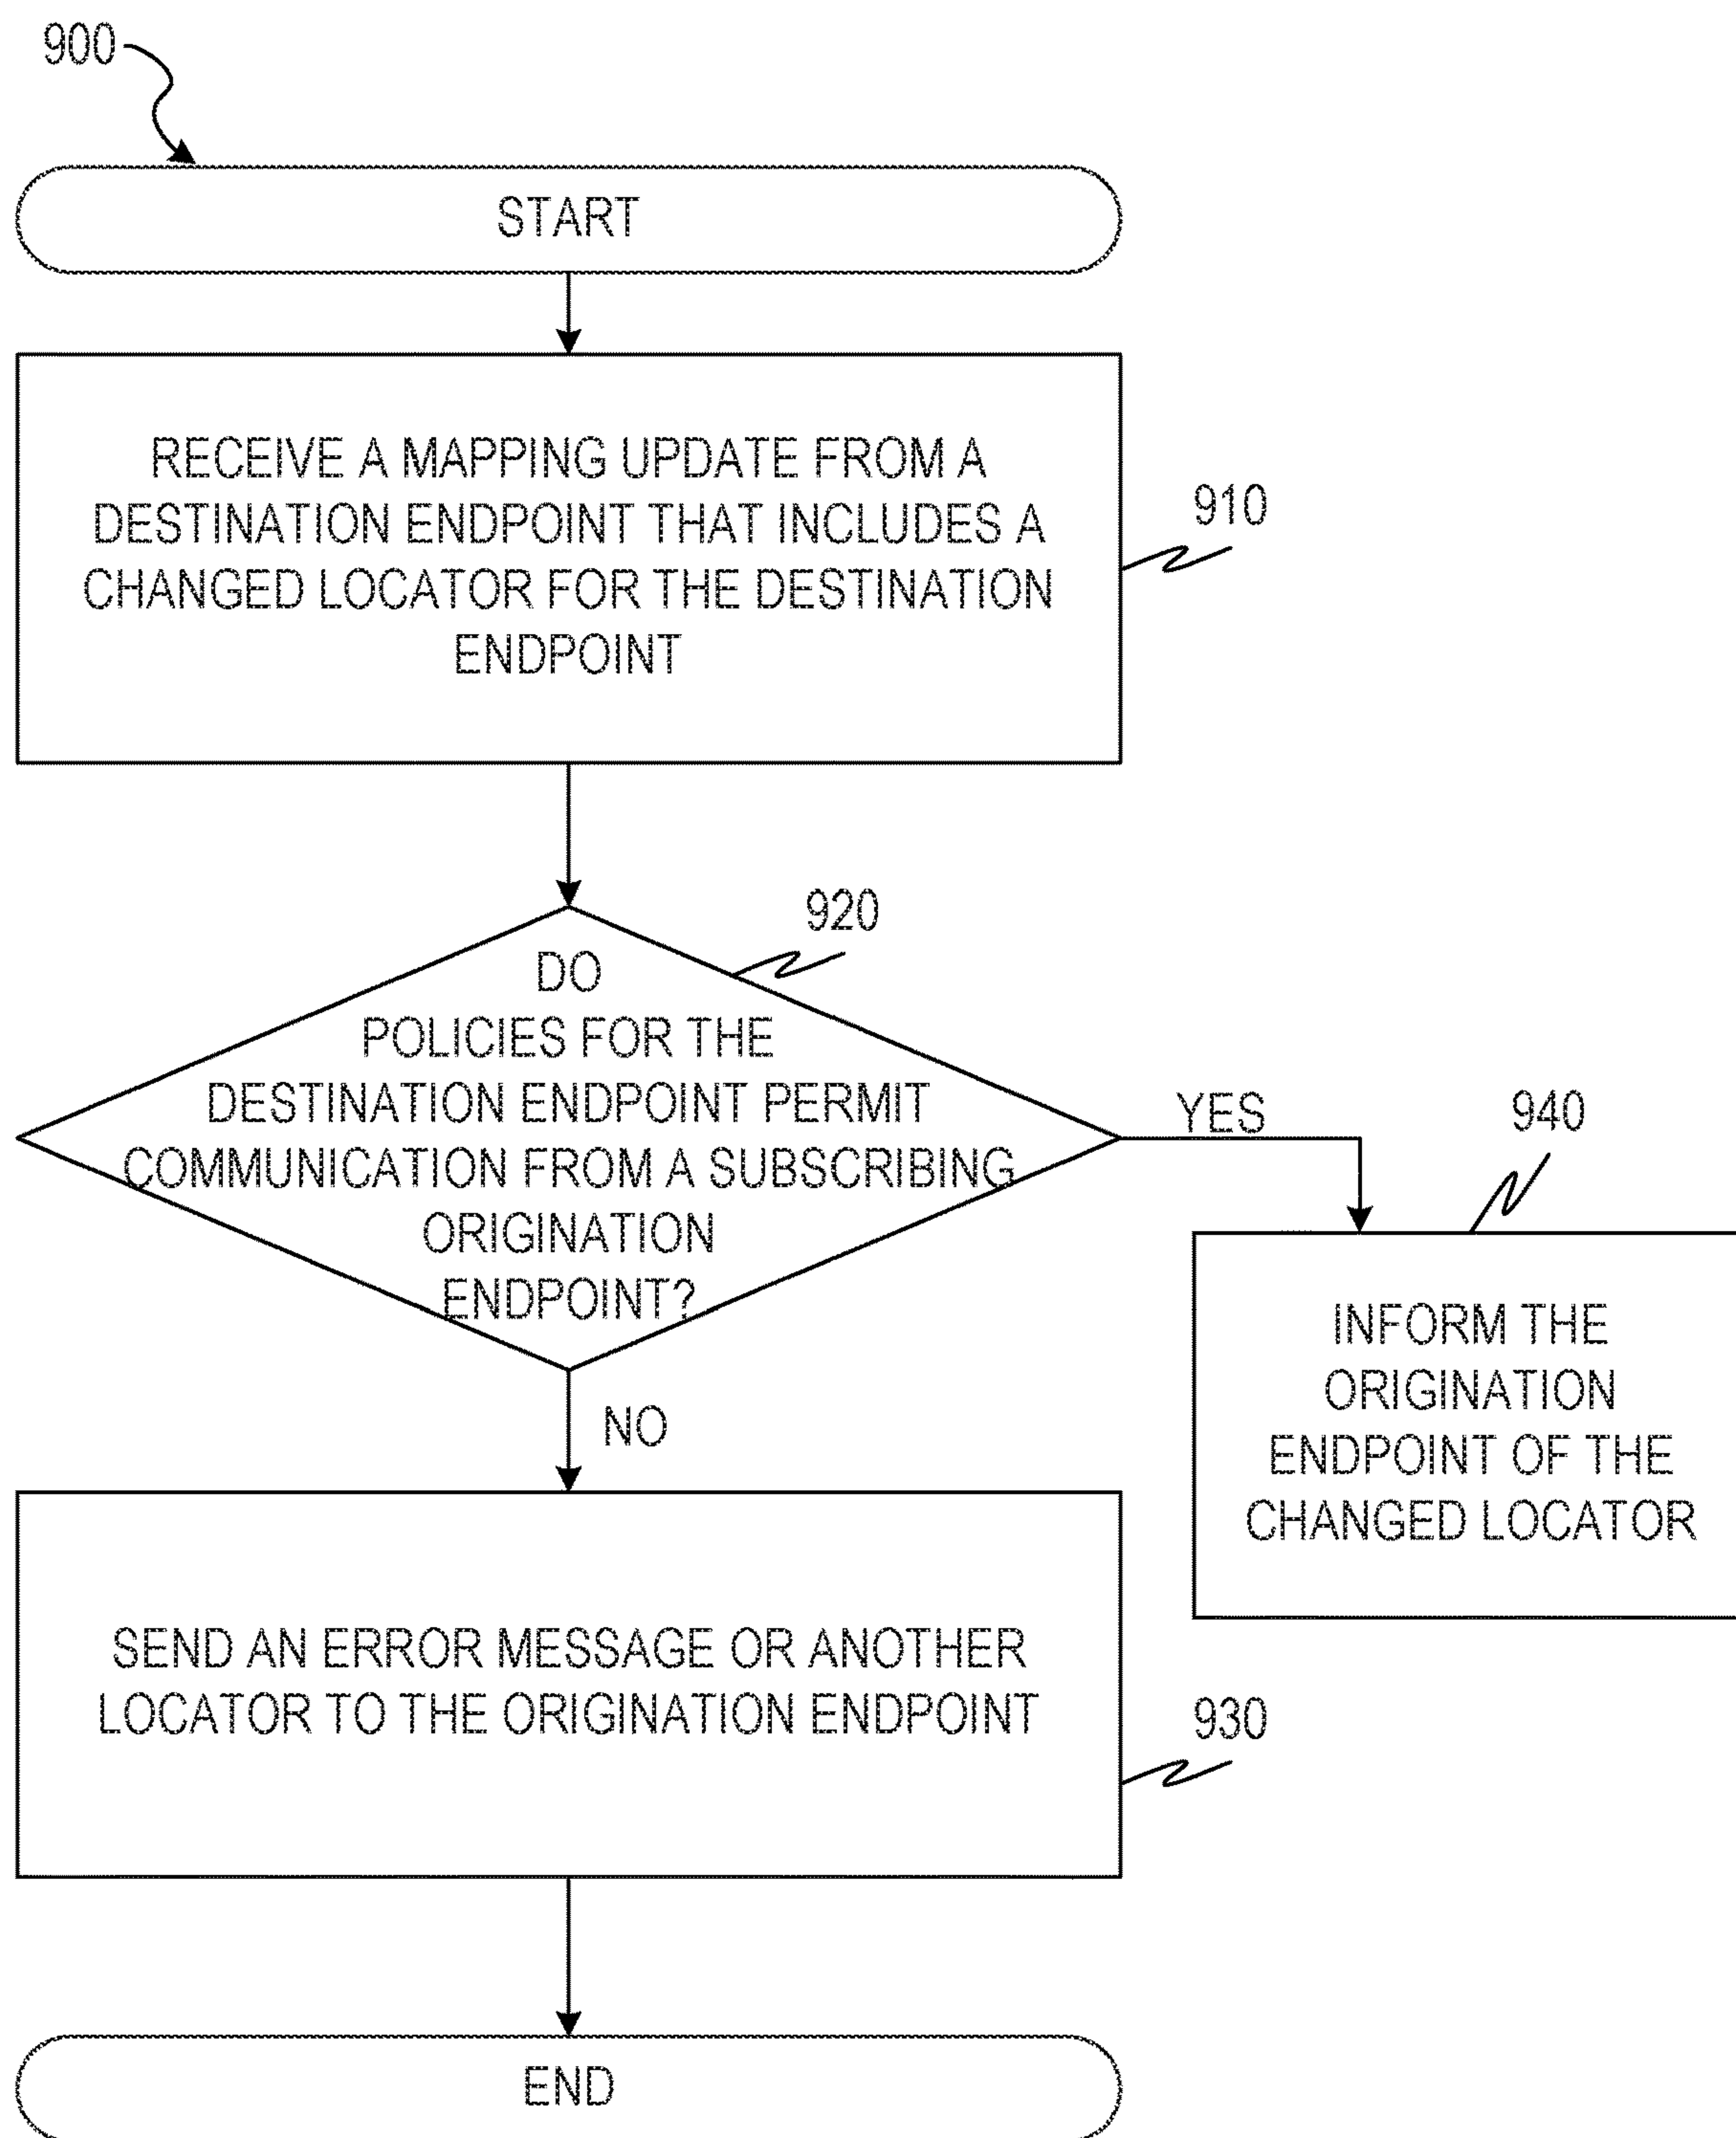 900
START
RECEIVE A MAPPING UPDATE FROM A
DESTINATION ENDPOINT THAT INCLUDES A
CHANGED LOCATOR FOR THE DESTINATION
ENDPOINT
910
920
DO
POLICIES FOR THE
DESTINATION ENDPOINT PERMIT
COMMUNICATION FROM A SUBSCRIBING
ORIGINATION
ENDPOINT?
YES
940
INFORM THE
ORIGINATION
ENDPOINT OF THE
CHANGED LOCATOR
NO
SEND AN ERROR MESSAGE OR ANOTHER
LOCATOR TO THE ORIGINATION ENDPOINT
930
END